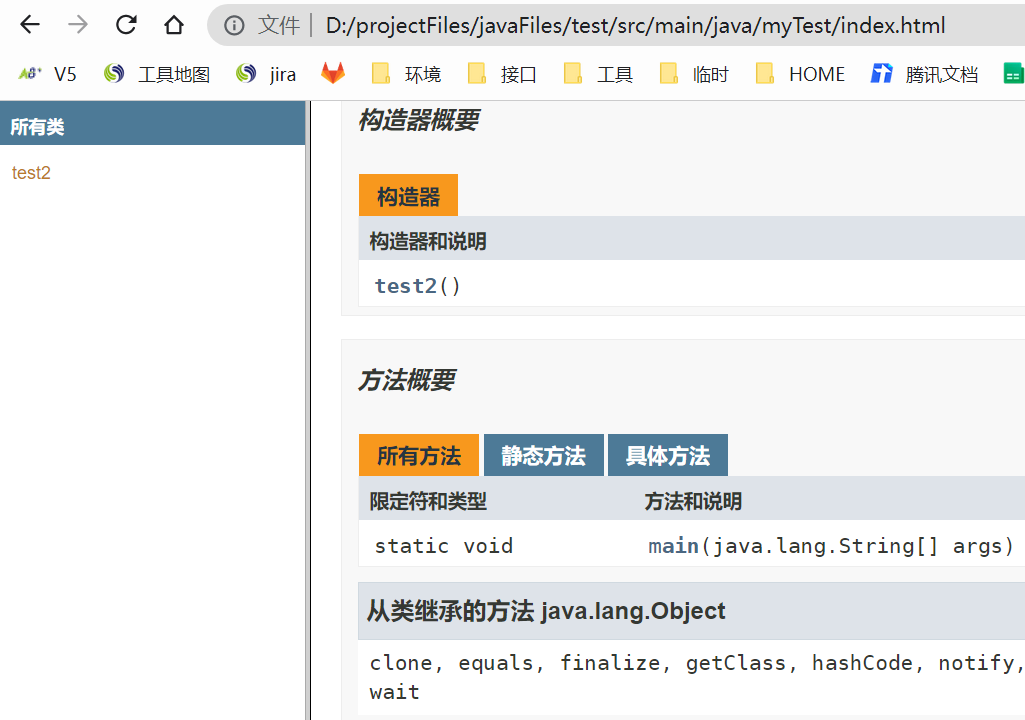 文件 D:/projectFiles/javaFiles/test/src/main/java/myTest/index.html
V5 工具地图 jira 环境 接口 工具 临时 HOME 腾讯文档
所有类
test2
构造器概要
构造器
构造器和说明
test2()
方法概要
所有方法 静态方法 具体方法
限定符和类型 方法和说明
static void main(java.lang.String[] args)
从类继承的方法 java.lang.Object
clone, equals, finalize, getClass, hashCode, notify,
wait